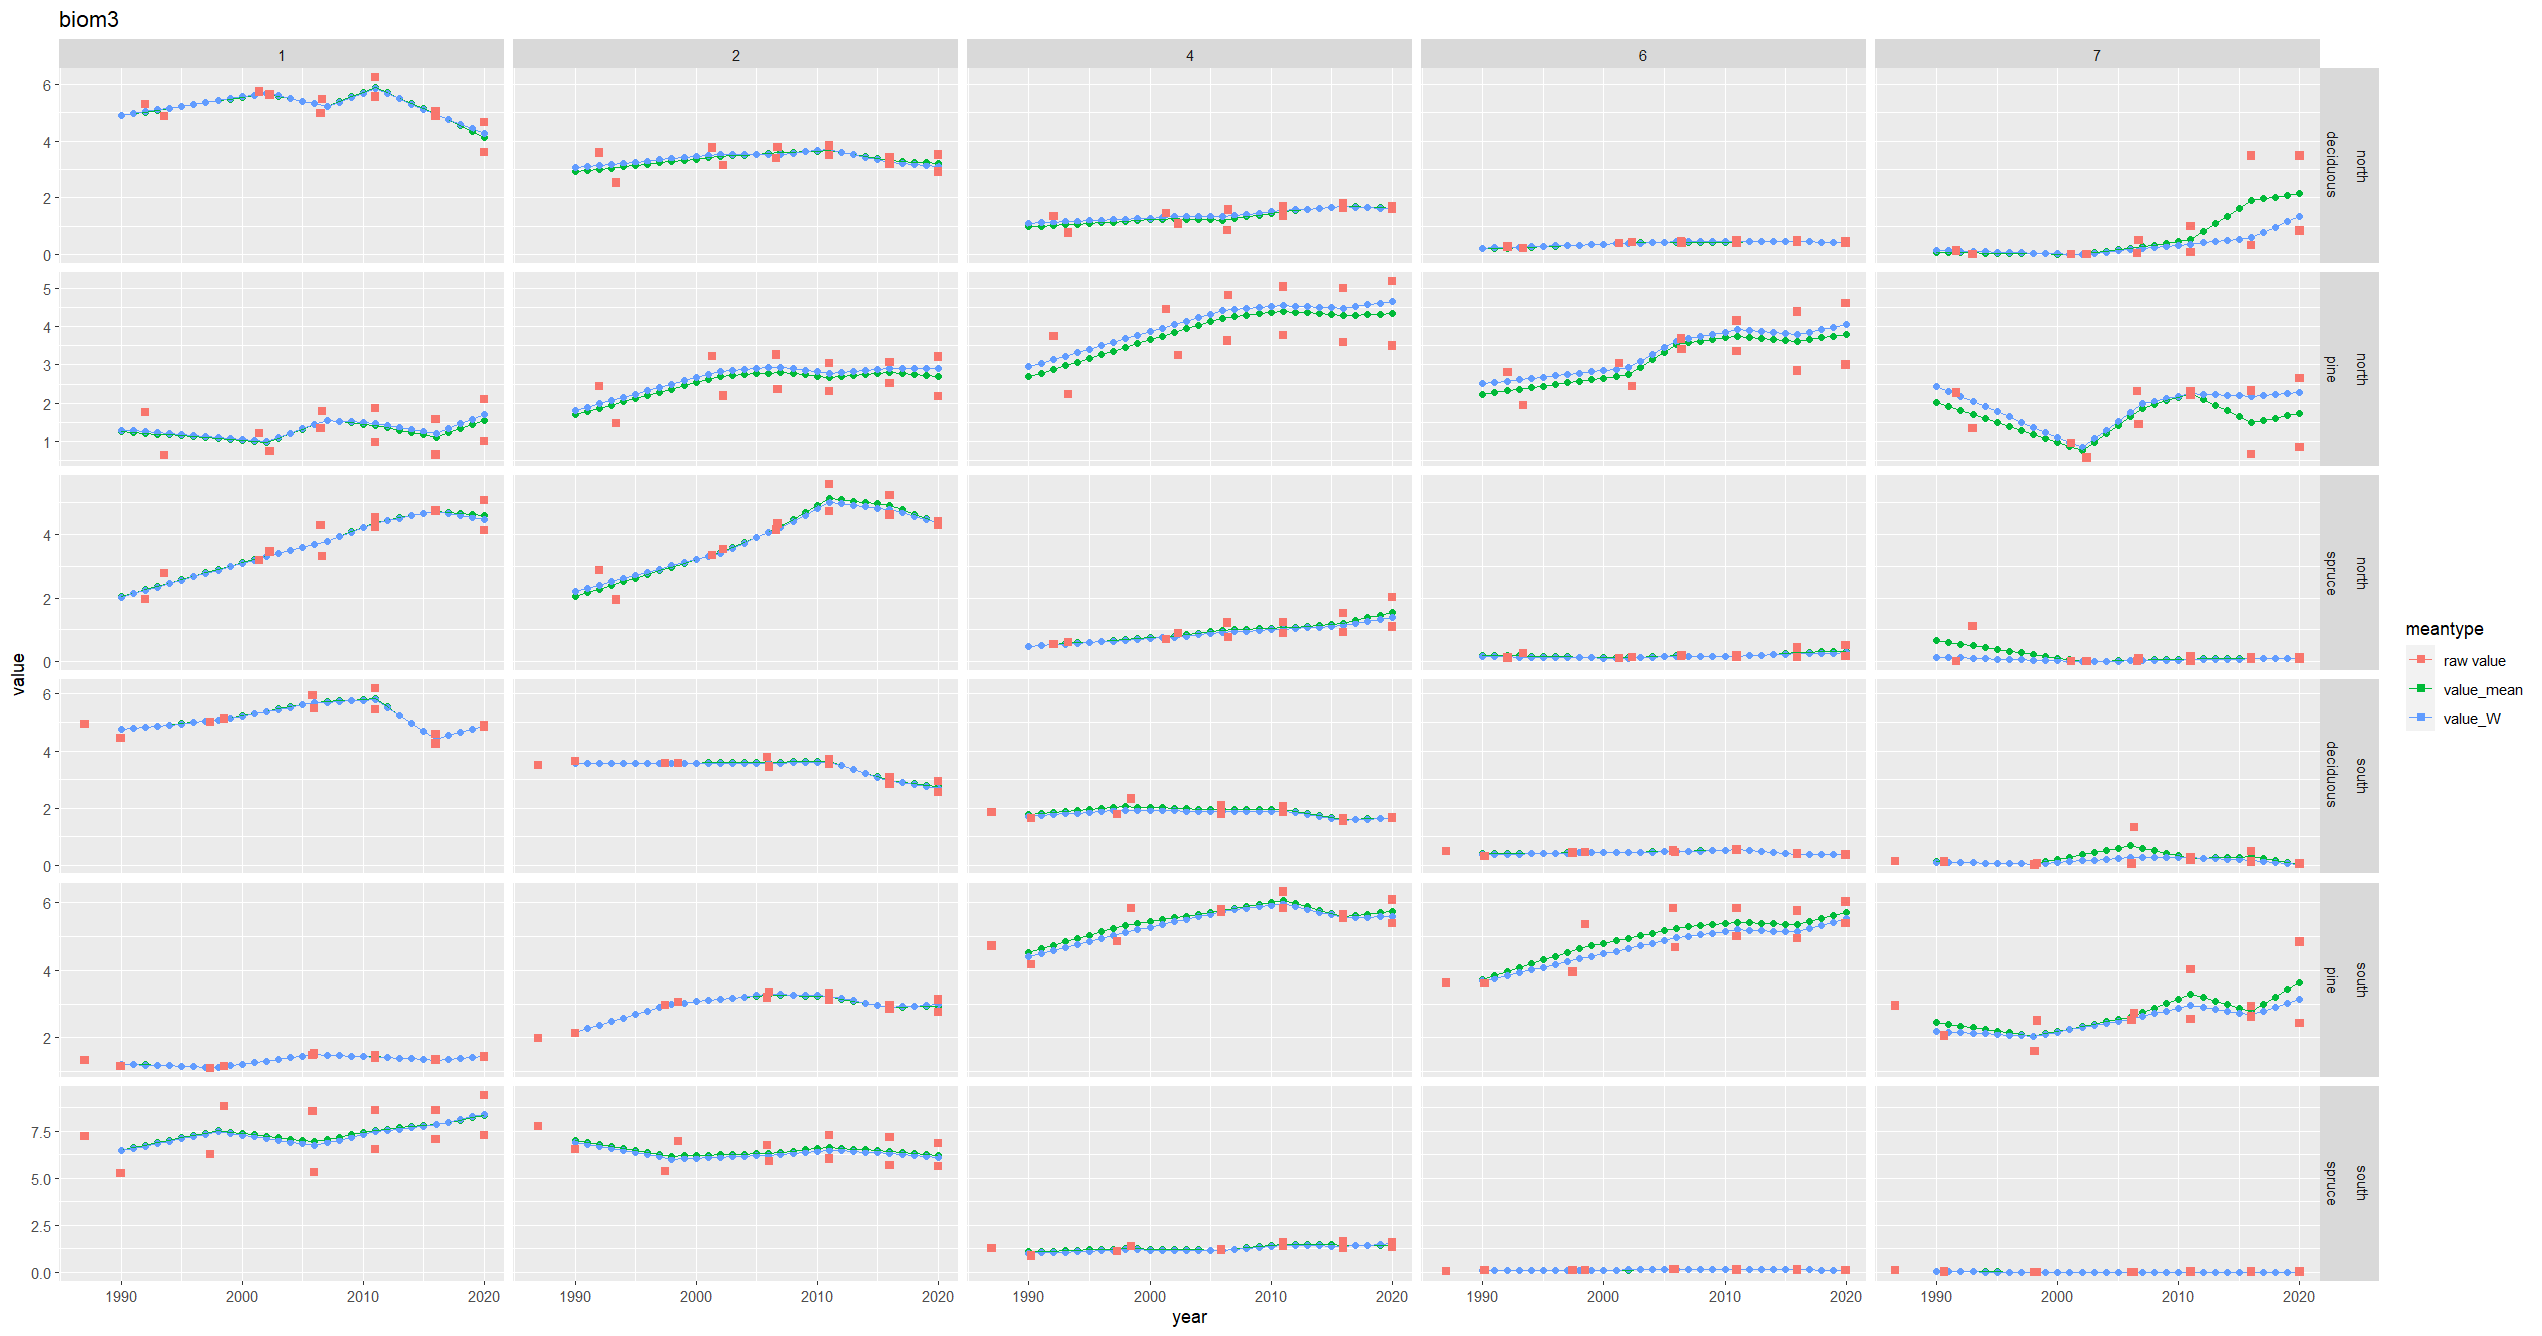 biom3
1 2 4 6 7
6
4
2
0
deciduous north
5
4
3
2
1
pine north
4
2
0
spruce north
value
meantype
raw value
value_mean
value_W
6
4
2
0
deciduous south
6
4
2
pine south
7.5
5.0
2.5
0.0
spruce south
1990 2000 2010 2020 1990 2000 2010 2020 1990 2000 2010 2020 1990 2000 2010 2020 1990 2000 2010 2020
year